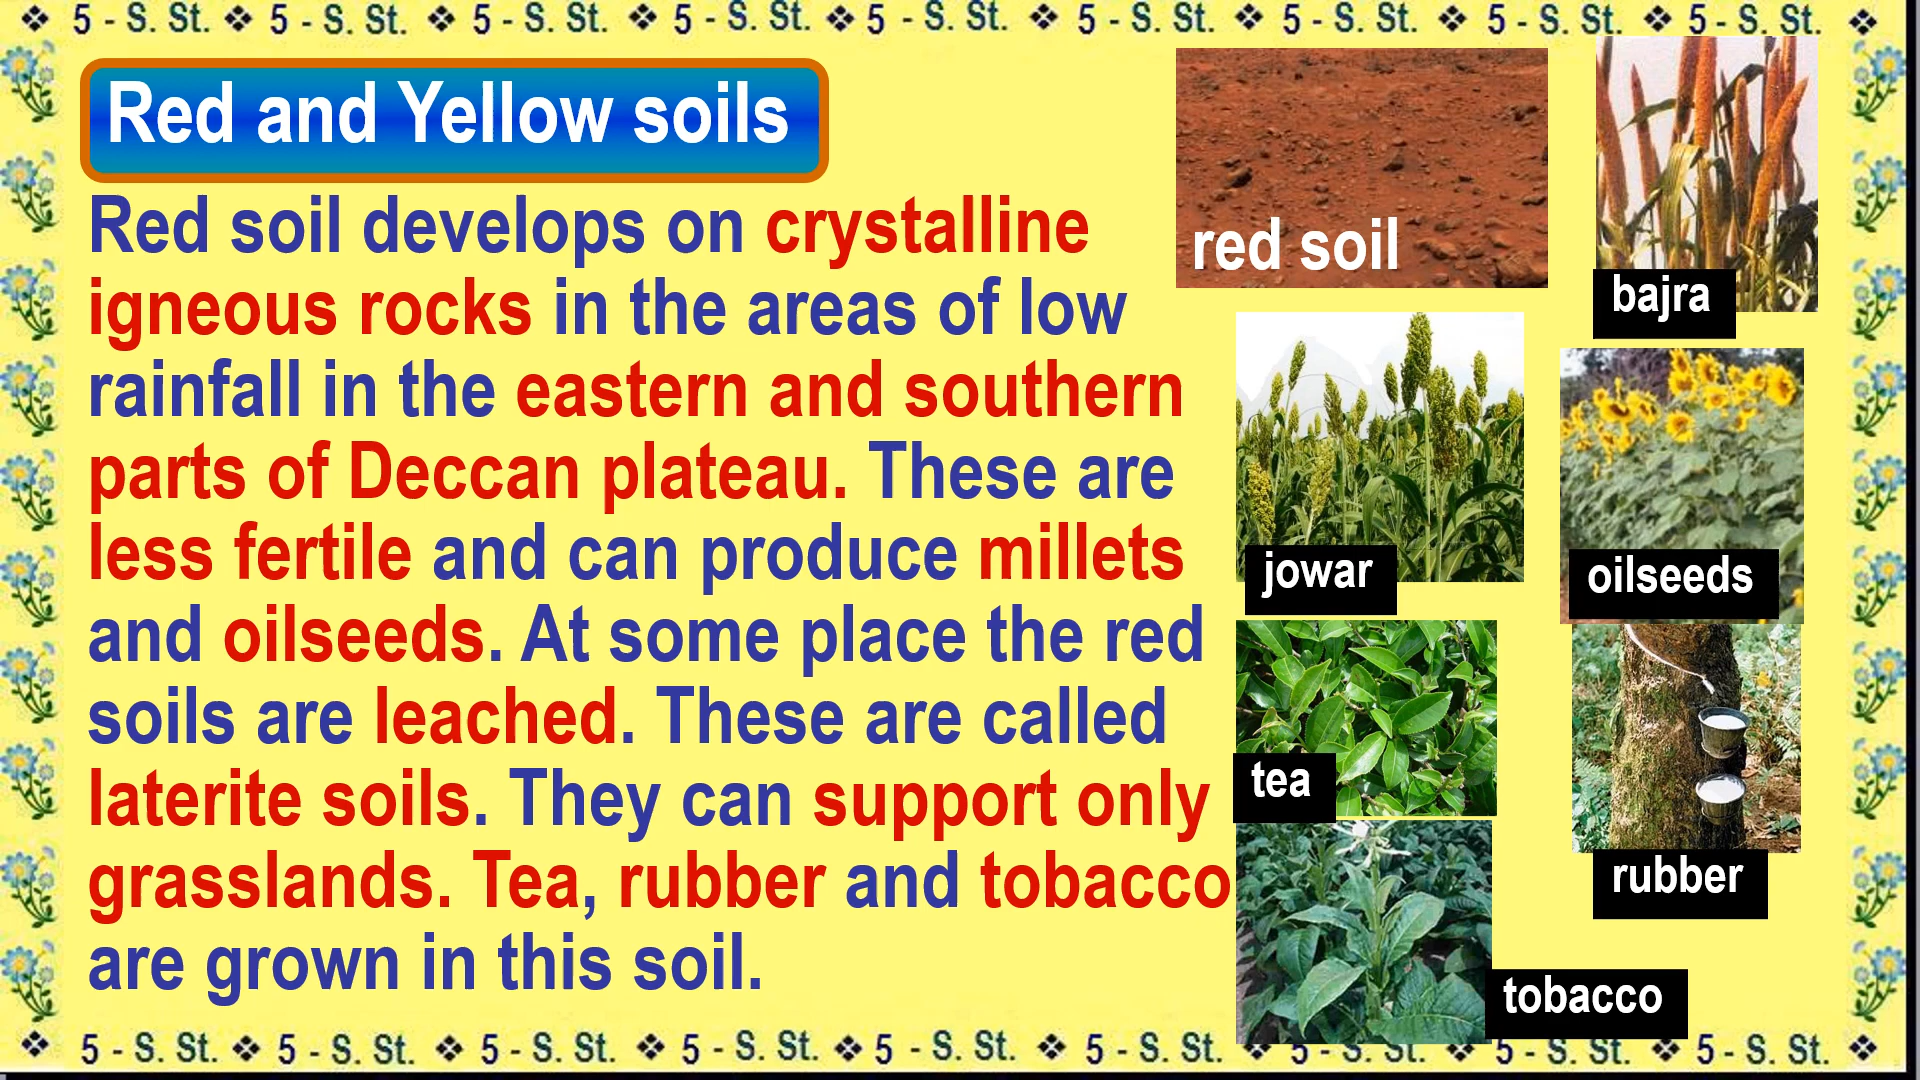 ❖ 5 - S. St. ❖ 5 - S. St. ❖ 5 - S. St. ❖ 5 - S. St. ❖ 5 - S. St. ❖ 5 - S. St. ❖ 5 - S. St. ❖ 5 - S. St. ❖ 5 - S. St. ❖
Red and Yellow soils
Red soil develops on crystalline
igneous rocks in the areas of low
rainfall in the eastern and southern
parts of Deccan plateau. These are
less fertile and can produce millets
and oilseeds. At some place the red
soils are leached. These are called
laterite soils. They can support only
grasslands. Tea, rubber and tobacco
are grown in this soil.
red soil
bajra
jowar
oilseeds
tea
rubber
tobacco
❖ 5 - S. St. ❖ 5 - S. St. ❖ 5 - S. St. ❖ 5 - S. St. ❖ 5 - S. St. ❖ 5 - S. St. ❖ 5 - S. St. ❖ 5 - S. St. ❖ 5 - S. St. ❖